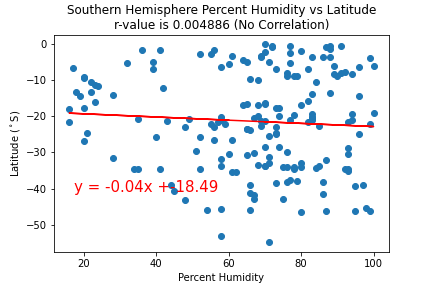 Southern Hemisphere Percent Humidity vs Latitude
r-value is 0.004886 (No Correlation)
0
−10
−20
−30
−40
−50
Latitude (°S)
y = -0.04x + -18.49
20
40
60
80
100
Percent Humidity